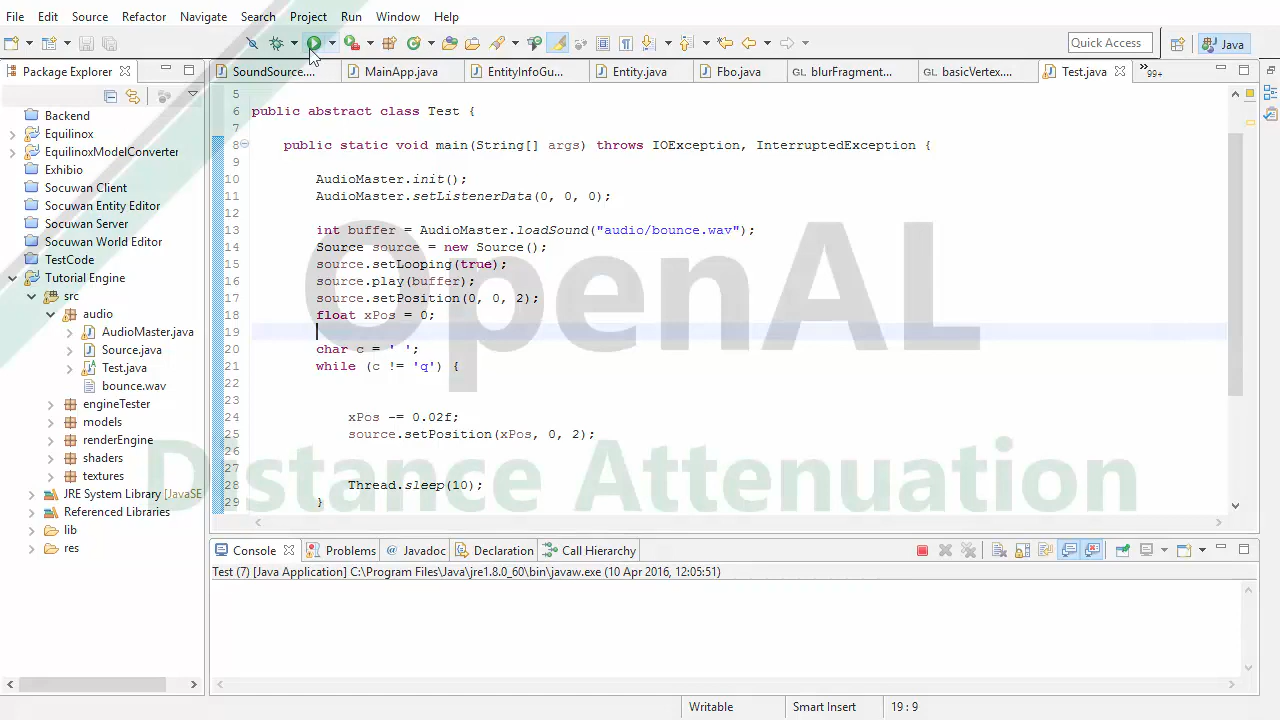 File Edit Source Refactor Navigate Search Project Run Window Help
Quick Access
Java
Package Explorer
SoundSource....
MainApp.java
EntityInfoGu...
Entity.java
Fbo.java
blurFragment...
basicVertex....
Test.java
99+
Backend
Equilinox
EquilinoxModelConverter
Exhibio
Socuwan Client
Socuwan Entity Editor
Socuwan Server
Socuwan World Editor
TestCode
Tutorial Engine
src
audio
AudioMaster.java
Source.java
Test.java
bounce.wav
engineTester
models
renderEngine
shaders
textures
JRE System Library [JavaSE
Referenced Libraries
lib
res
5
6 public abstract class Test {
7
8 public static void main(String[] args) throws IOException, InterruptedException {
9
10 AudioMaster.init();
11 AudioMaster.setListenerData(0, 0, 0);
12
13 int buffer = AudioMaster.loadSound("audio/bounce.wav");
14 Source source = new Source();
15 source.setLooping(true);
16 source.play(buffer);
17 source.setPosition(0, 0, 2);
18 float xPos = 0;
19
20 char c = ' ';
21 while (c != 'q') {
22
23
24 xPos -= 0.02f;
25 source.setPosition(xPos, 0, 2);
26
27
28 Thread.sleep(10);
29 }
OpenAL
Distance Attenuation
Console
Problems
@ Javadoc
Declaration
Call Hierarchy
Test (7) [Java Application] C:\Program Files\Java\jre1.8.0_60\bin\javaw.exe (10 Apr 2016, 12:05:51)
Writable
Smart Insert
19 : 9